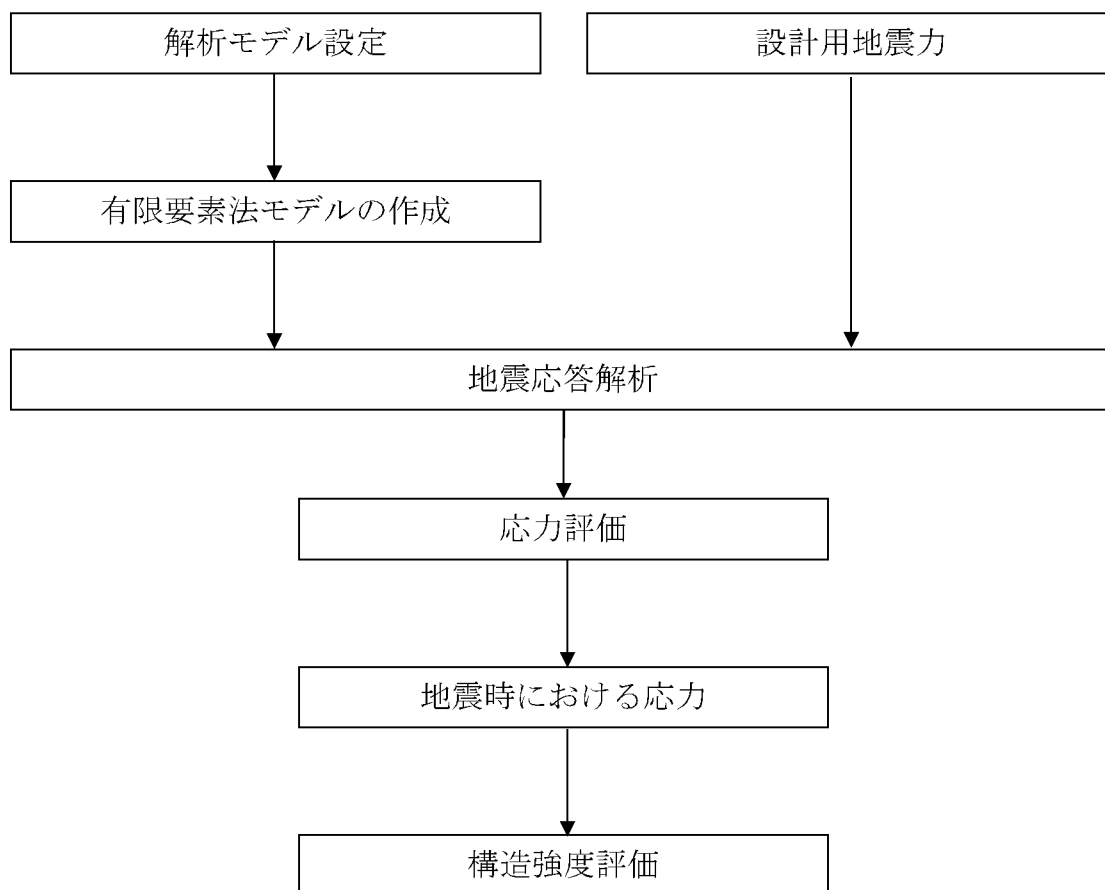 解析モデル設定
設計用地震力
有限要素法モデルの作成
地震応答解析
応力評価
地震時における応力
構造強度評価